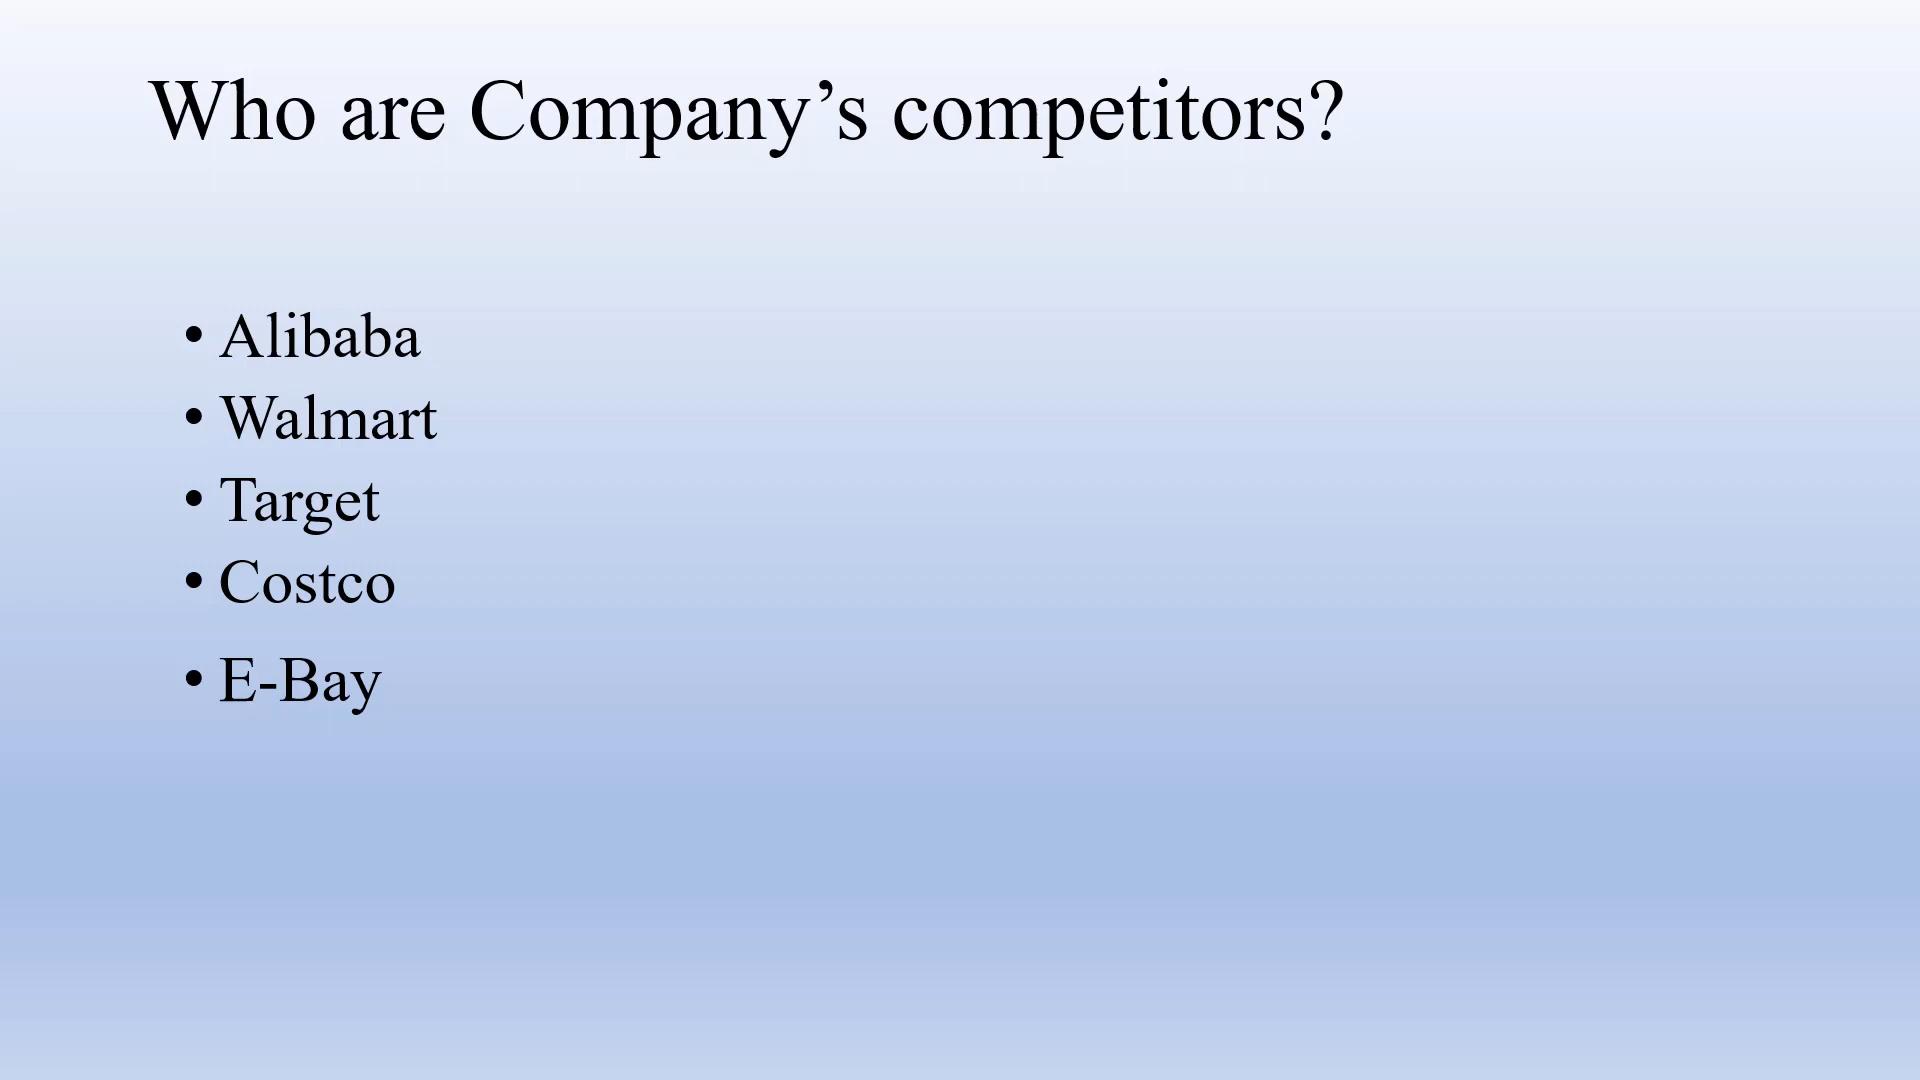 Who are Company’s competitors?
• Alibaba
• Walmart
• Target
• Costco
• E-Bay